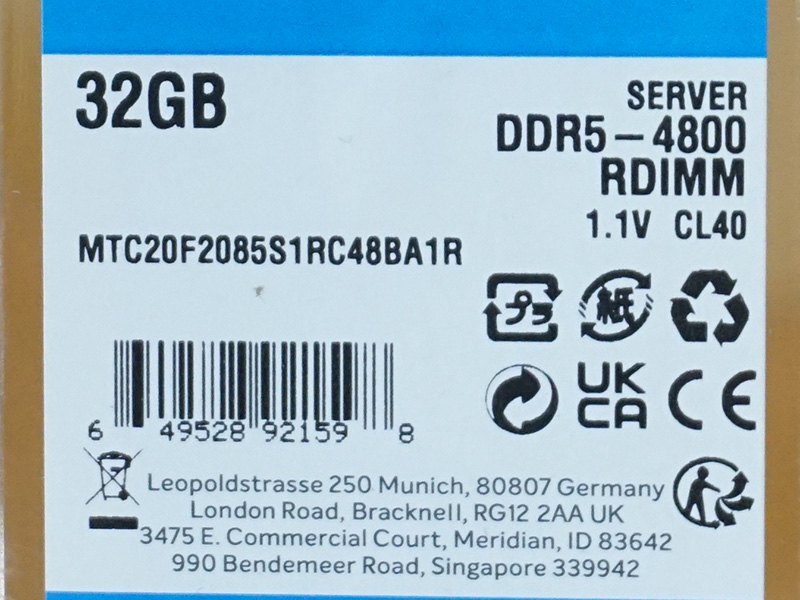 32GB
SERVER
DDR5-4800
RDIMM
1.1V CL40
MTC20F2085S1RC48BA1R
プラ
紙
UK
CA
CE
6 49528 92159 8
Leopoldstrasse 250 Munich, 80807 Germany
London Road, Bracknell, RG12 2AA UK
3475 E. Commercial Court, Meridian, ID 83642
990 Bendemeer Road, Singapore 339942